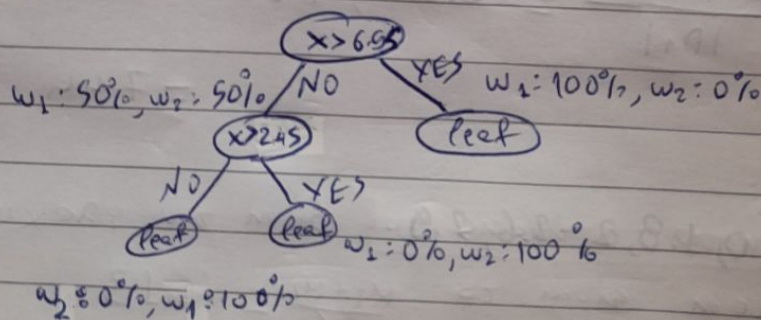 x>6.95
NO
YES
w1:50%, w2:50%
w1:100%, w2:0%
x>2.45
leaf
NO
YES
leaf
leaf
w1:0%, w2:100%
w2:0%, w1:100%